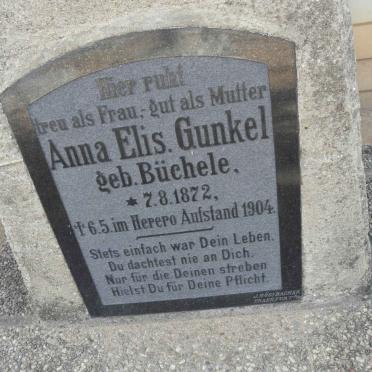 Hier ruht
treu als Frau,- gut als Mutter
Anna Elis. Gunkel
geb. Büchele,
* 7.8.1872,
† 6.5. im Herero Aufstand 1904.
Stets einfach war Dein Leben.
Du dachtest nie an Dich.
Nur für die Deinen streben
Hielst Du für Deine Pflicht.